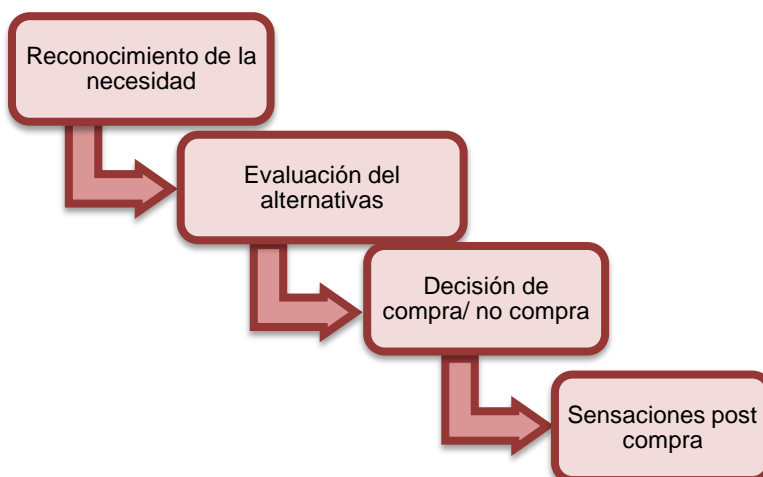 Reconocimiento de la
necesidad
Evaluación del
alternativas
Decisión de
compra/ no compra
Sensaciones post
compra